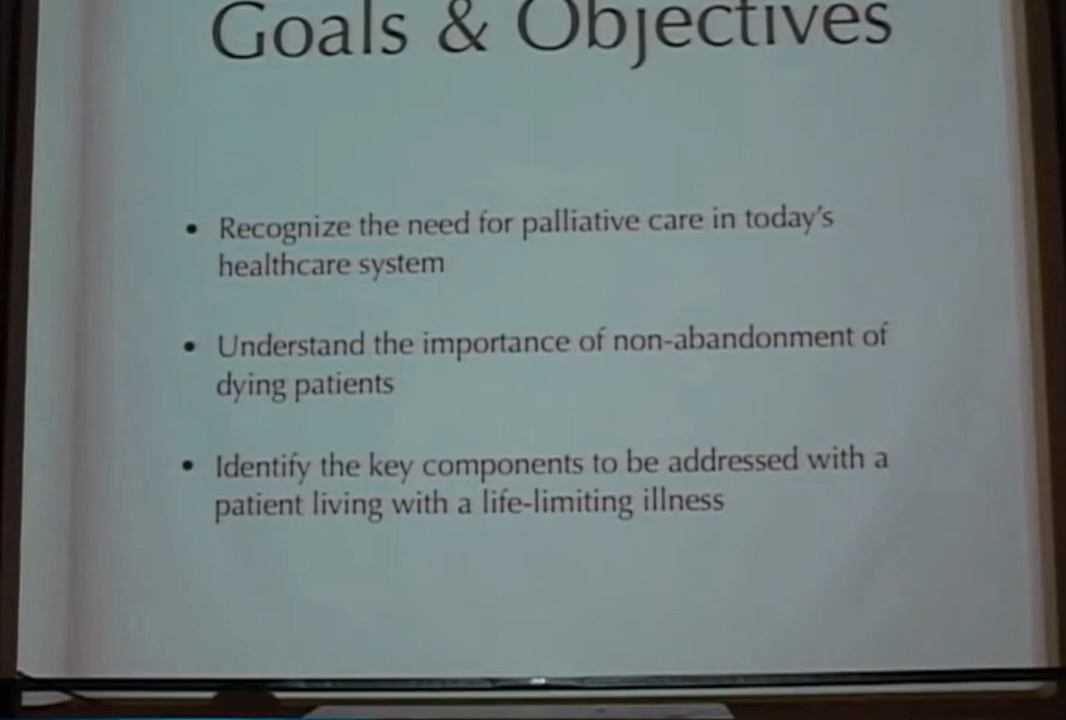 Goals & Objectives
• Recognize the need for palliative care in today's
healthcare system
• Understand the importance of non-abandonment of
dying patients
• Identify the key components to be addressed with a
patient living with a life-limiting illness